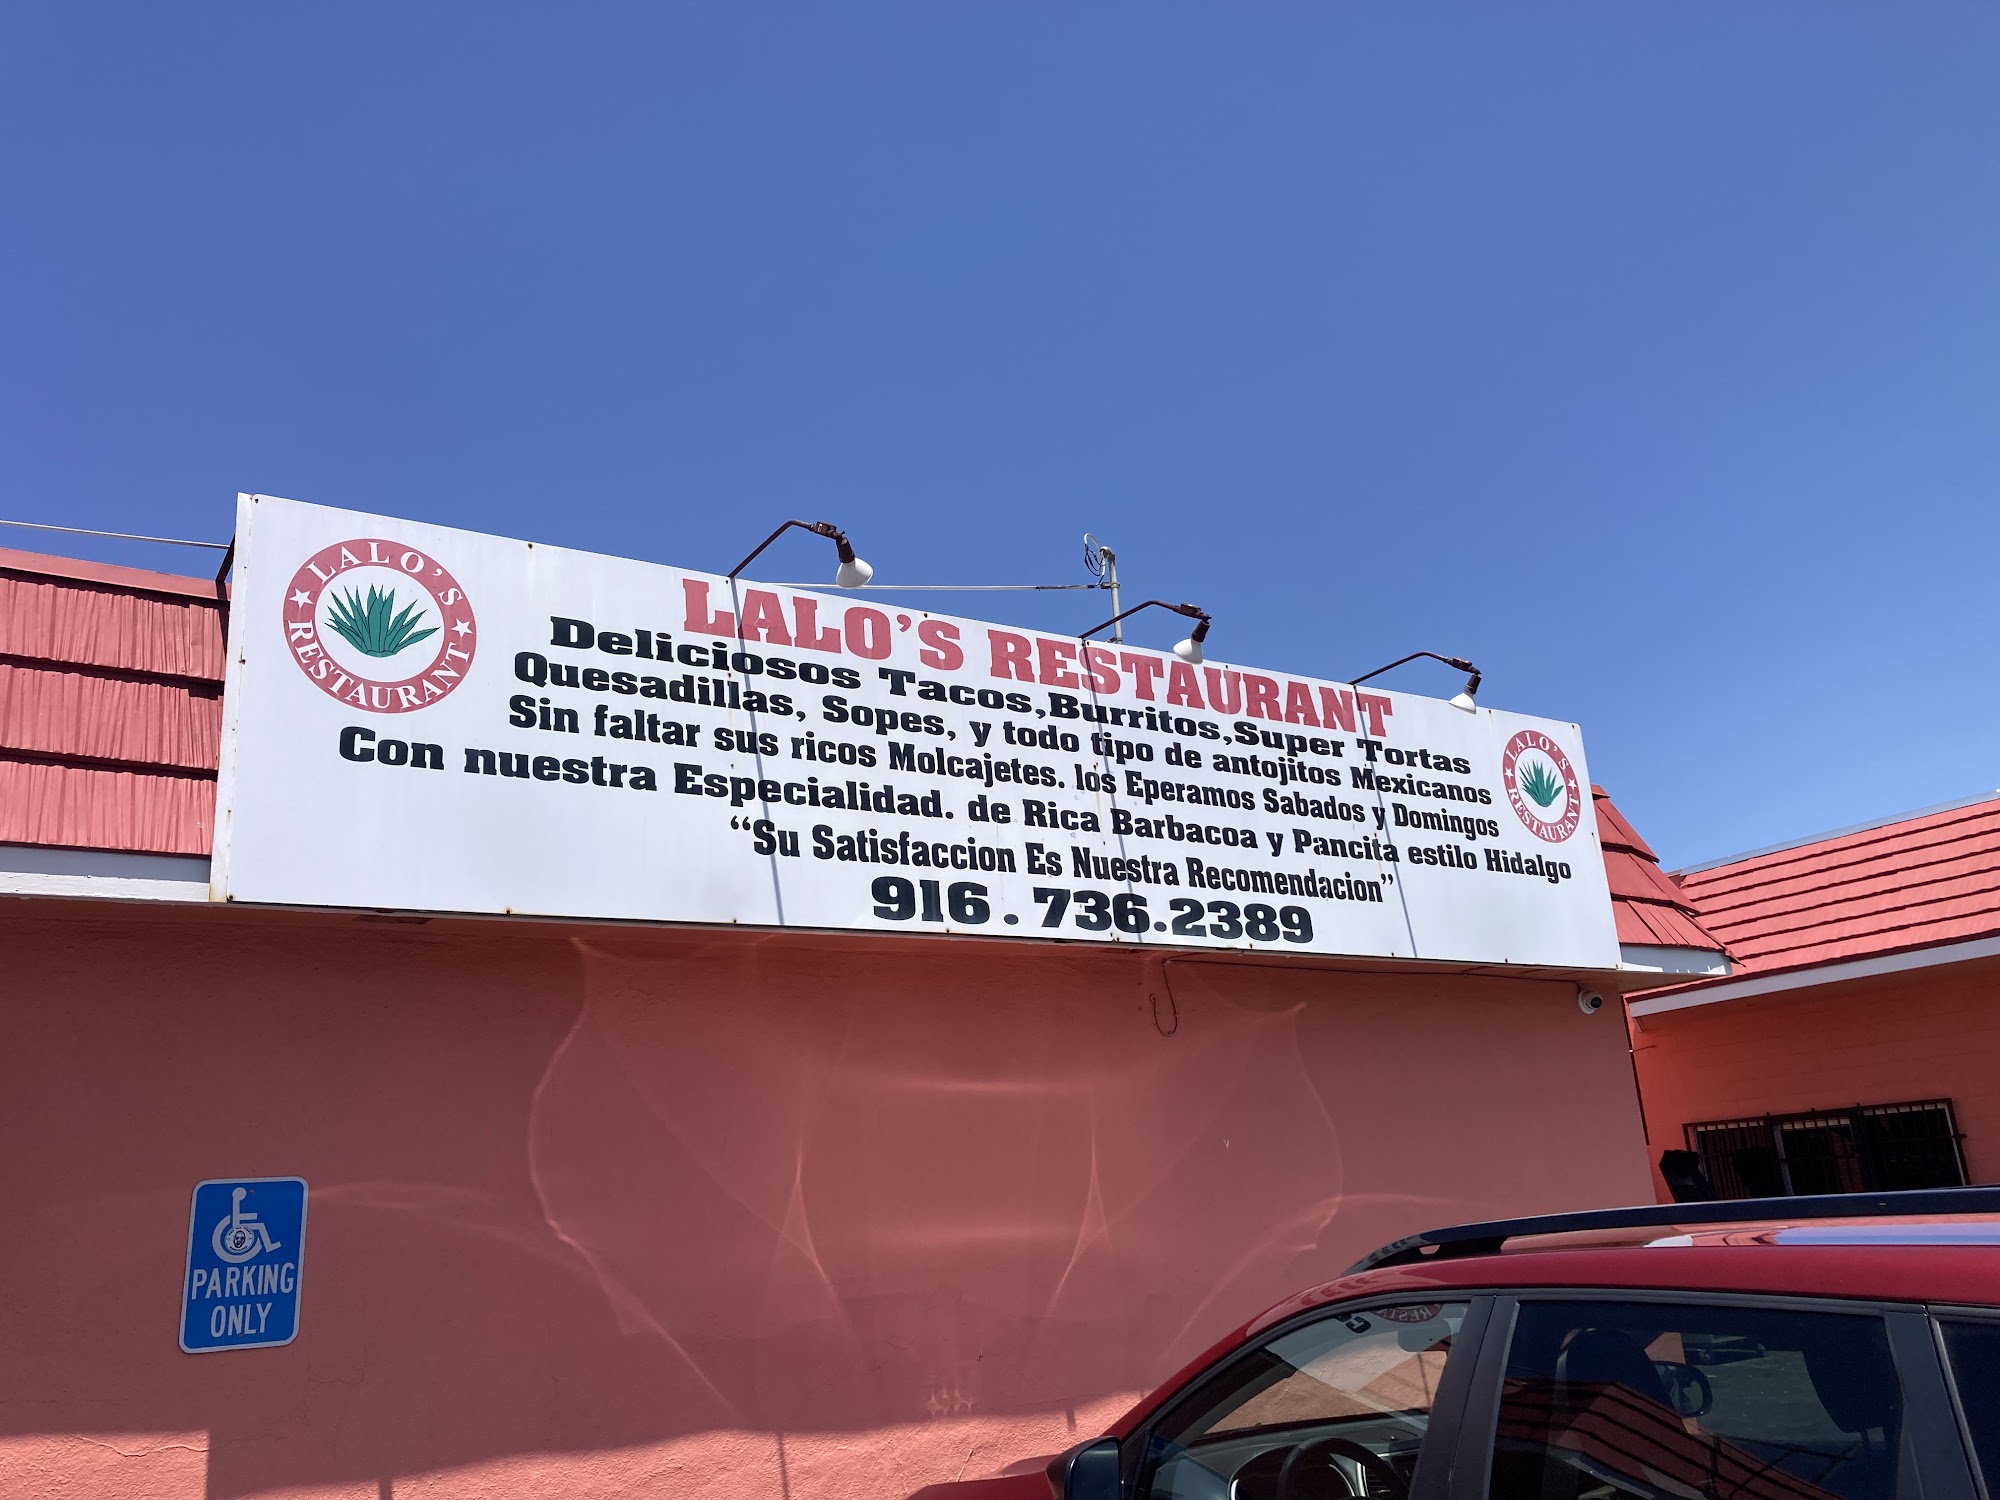 LALO'S RESTAURANT
LALO'S RESTAURANT
Deliciosos Tacos,Burritos,Super Tortas
Quesadillas, Sopes, y todo tipo de antojitos Mexicanos
Sin faltar sus ricos Molcajetes. los Eperamos Sabados y Domingos
Con nuestra Especialidad. de Rica Barbacoa y Pancita estilo Hidalgo
“Su Satisfaccion Es Nuestra Recomendacion”
916.736.2389
LALO'S RESTAURANT
PARKING
ONLY